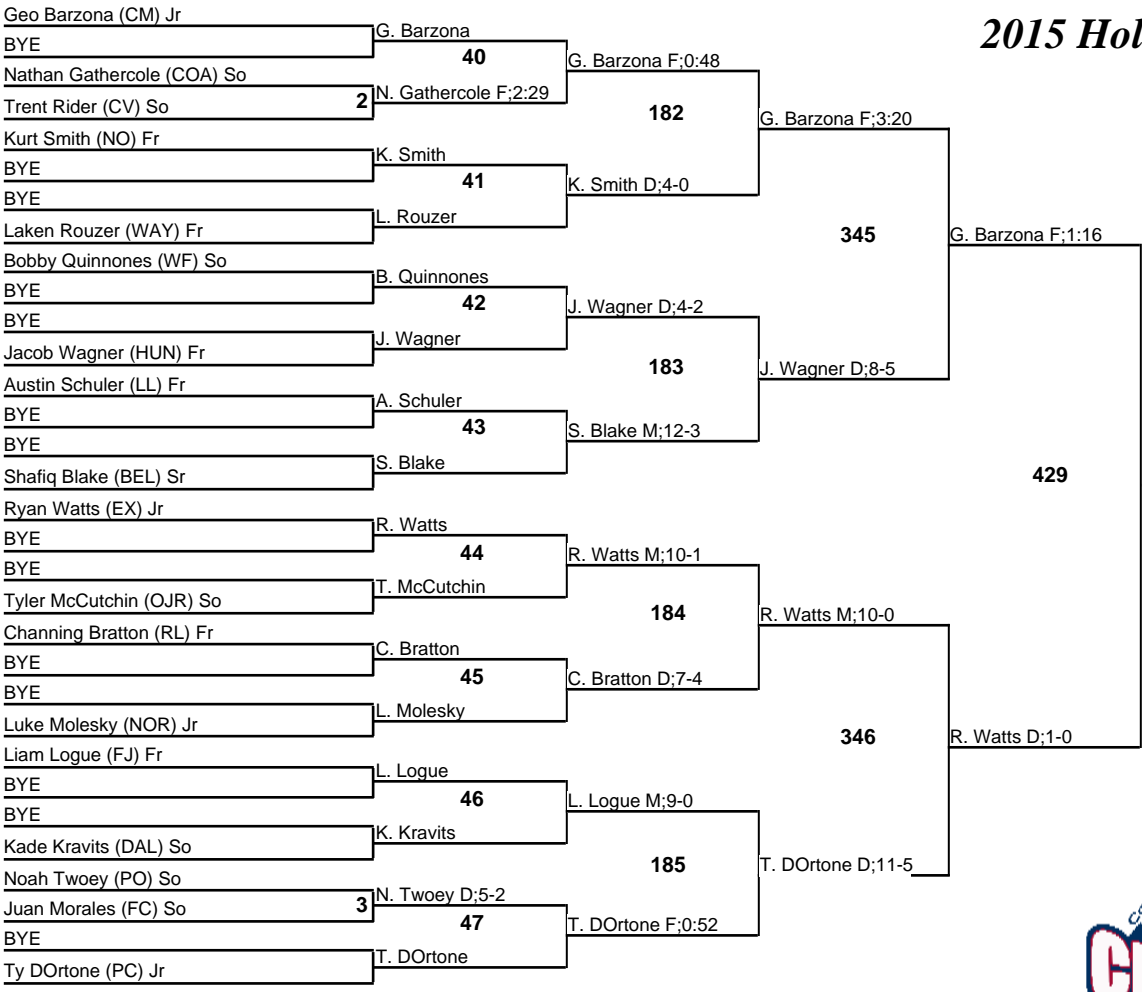 Geo Barzona (CM) Jr
BYE
Nathan Gathercole (COA) So
Trent Rider (CV) So
Kurt Smith (NO) Fr
BYE
BYE
Laken Rouzer (WAY) Fr
Bobby Quinnones (WF) So
BYE
BYE
Jacob Wagner (HUN) Fr
Austin Schuler (LL) Fr
BYE
BYE
Shafiq Blake (BEL) Sr
Ryan Watts (EX) Jr
BYE
BYE
Tyler McCutchin (OJR) So
Channing Bratton (RL) Fr
BYE
BYE
Luke Molesky (NOR) Jr
Liam Logue (FJ) Fr
BYE
BYE
Kade Kravits (DAL) So
Noah Twoey (PO) So
Juan Morales (FC) So
BYE
Ty DOrtone (PC) Jr
G. Barzona
40
2 N. Gathercole F;2:29
K. Smith
41
L. Rouzer
B. Quinnones
42
J. Wagner
A. Schuler
43
S. Blake
R. Watts
44
T. McCutchin
C. Bratton
45
L. Molesky
L. Logue
46
K. Kravits
3 N. Twoey D;5-2
47
T. DOrtone
G. Barzona F;0:48
182
K. Smith D;4-0
J. Wagner D;4-2
183
S. Blake M;12-3
R. Watts M;10-1
184
C. Bratton D;7-4
L. Logue M;9-0
185
T. DOrtone F;0:52
G. Barzona F;3:20
345
J. Wagner D;8-5
R. Watts M;10-0
346
T. DOrtone D;11-5
2015 Hol
G. Barzona F;1:16
429
R. Watts D;1-0